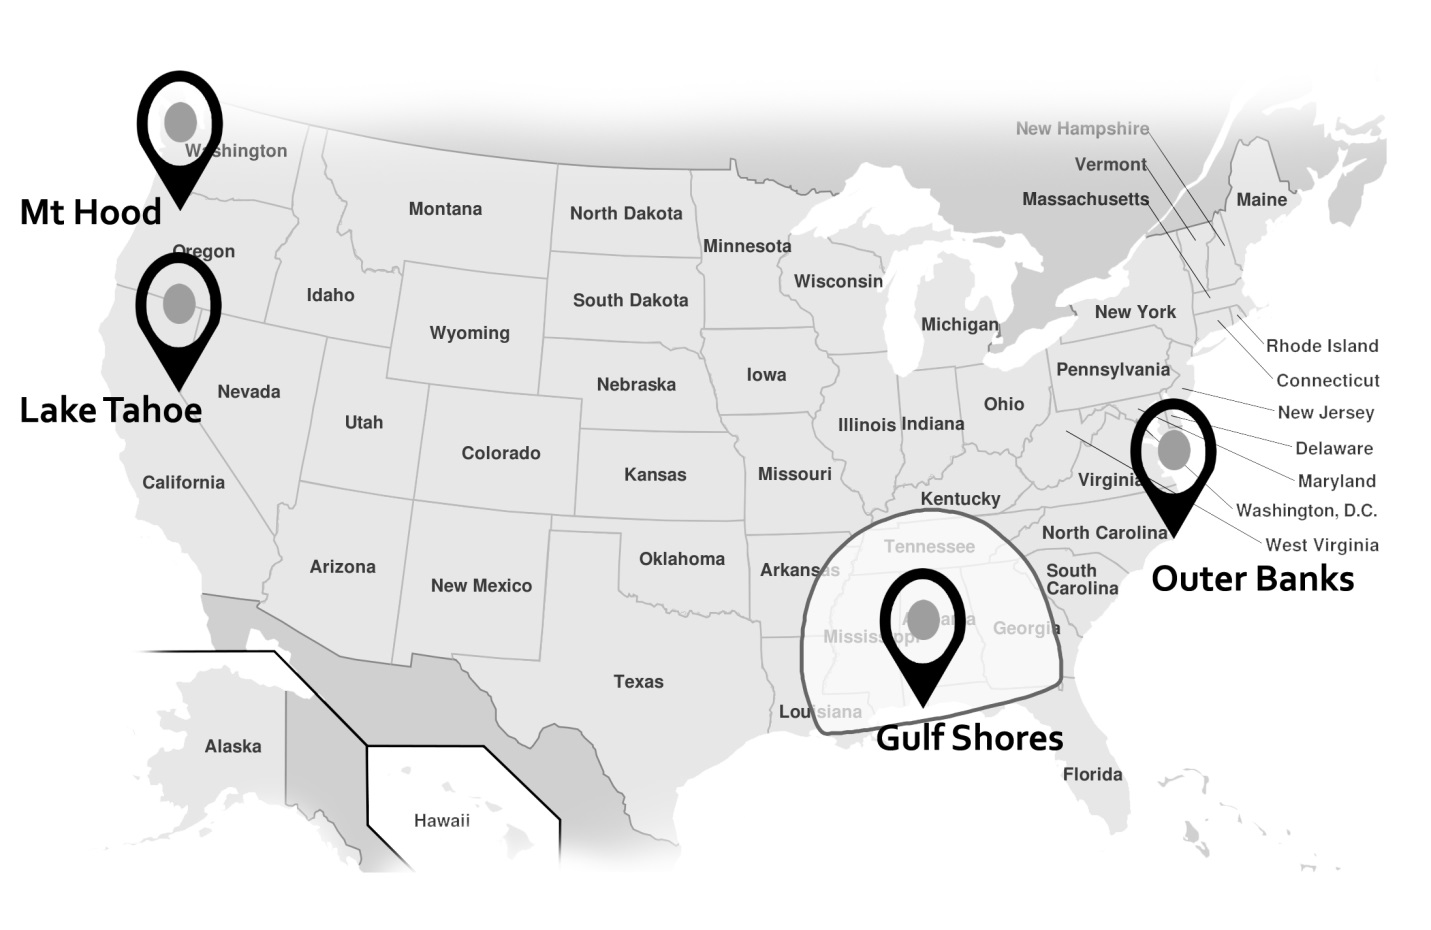 New Hampshire
Washington
Vermont
Massachusetts
Maine
Mt Hood
Montana
North Dakota
Minnesota
Oregon
Wisconsin
Idaho
South Dakota
New York
Michigan
Wyoming
Rhode Island
Pennsylvania
Iowa
Connecticut
Nebraska
Nevada
Ohio
Lake Tahoe
New Jersey
Utah
Illinois
Indiana
Delaware
Colorado
Kansas
Missouri
Virginia
Maryland
California
Kentucky
Washington, D.C.
North Carolina
West Virginia
Tennessee
Oklahoma
Arizona
Arkansas
South
Carolina
Outer Banks
New Mexico
Alabama
Mississippi
Georgia
Texas
Louisiana
Gulf Shores
Alaska
Florida
Hawaii